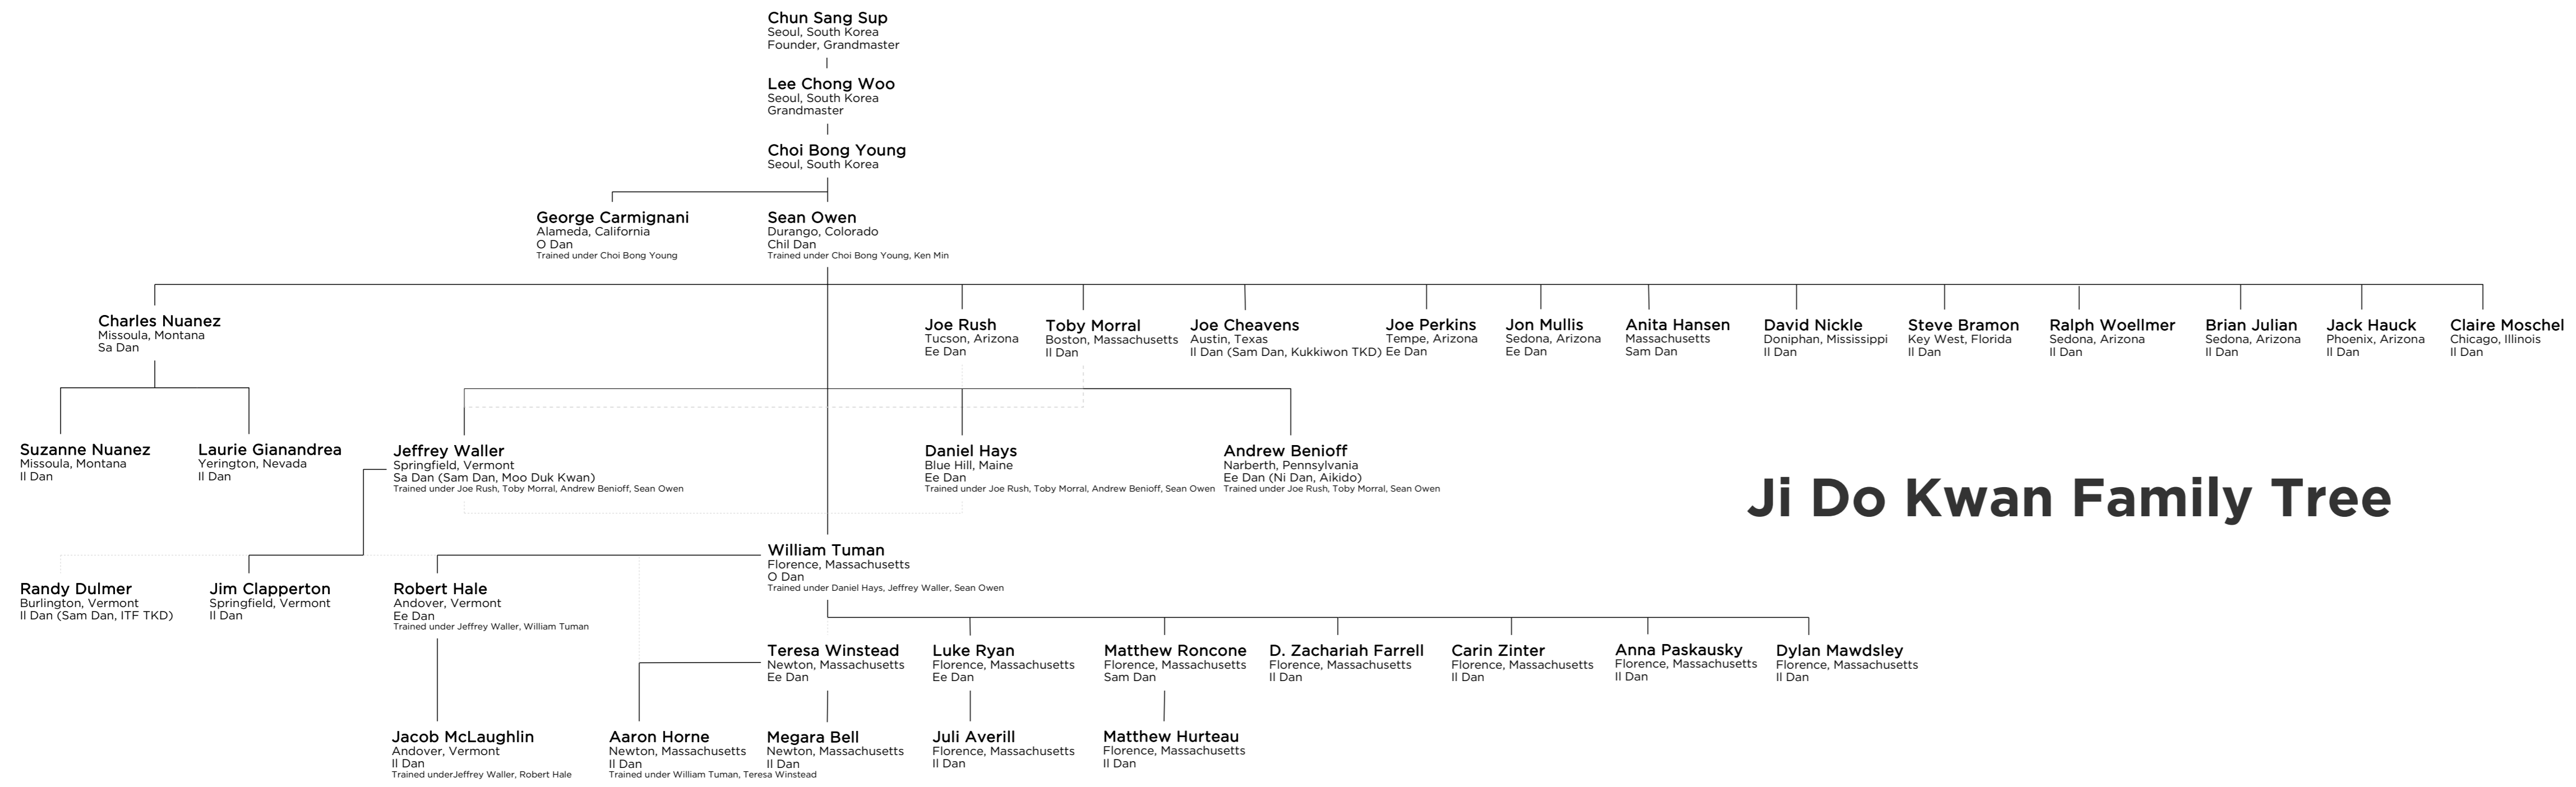 Chun Sang Sup
Seoul, South Korea
Founder, Grandmaster
Lee Chong Woo
Seoul, South Korea
Grandmaster
Choi Bong Young
Seoul, South Korea
George Carmignani
Alameda, California
O Dan
Trained under Choi Bong Young
Sean Owen
Durango, Colorado
Chil Dan
Trained under Choi Bong Young, Ken Min
Charles Nuanez
Missoula, Montana
Sa Dan
Joe Rush
Tucson, Arizona
Ee Dan
Toby Morral
Boston, Massachusetts
Il Dan
Joe Cheavens
Austin, Texas
Il Dan (Sam Dan, Kukkiwon TKD)
Joe Perkins
Tempe, Arizona
Ee Dan
Jon Mullis
Sedona, Arizona
Ee Dan
Anita Hansen
Massachusetts
Sam Dan
David Nickle
Doniphan, Mississippi
Il Dan
Steve Bramon
Key West, Florida
Il Dan
Ralph Woellmer
Sedona, Arizona
Il Dan
Brian Julian
Sedona, Arizona
Il Dan
Jack Hauck
Phoenix, Arizona
Il Dan
Claire Moschel
Chicago, Illinois
Il Dan
Suzanne Nuanez
Missoula, Montana
Il Dan
Laurie Gianandrea
Yerington, Nevada
Il Dan
Jeffrey Waller
Springfield, Vermont
Sa Dan (Sam Dan, Moo Duk Kwan)
Trained under Joe Rush, Toby Morral, Andrew Benioff, Sean Owen
Daniel Hays
Blue Hill, Maine
Ee Dan
Trained under Joe Rush, Toby Morral, Andrew Benioff, Sean Owen
Andrew Benioff
Narberth, Pennsylvania
Ee Dan (Ni Dan, Aikido)
Trained under Joe Rush, Toby Morral, Sean Owen
Ji Do Kwan Family Tree
William Tuman
Florence, Massachusetts
O Dan
Trained under Daniel Hays, Jeffrey Waller, Sean Owen
Randy Dulmer
Burlington, Vermont
Il Dan (Sam Dan, ITF TKD)
Jim Clapperton
Springfield, Vermont
Il Dan
Robert Hale
Andover, Vermont
Ee Dan
Trained under Jeffrey Waller, William Tuman
Teresa Winstead
Newton, Massachusetts
Ee Dan
Luke Ryan
Florence, Massachusetts
Ee Dan
Matthew Roncone
Florence, Massachusetts
Sam Dan
D. Zachariah Farrell
Florence, Massachusetts
Il Dan
Carin Zinter
Florence, Massachusetts
Il Dan
Anna Paskausky
Florence, Massachusetts
Il Dan
Dylan Mawdsley
Florence, Massachusetts
Il Dan
Jacob McLaughlin
Andover, Vermont
Il Dan
Trained underJeffrey Waller, Robert Hale
Aaron Horne
Newton, Massachusetts
Il Dan
Trained under William Tuman, Teresa Winstead
Megara Bell
Newton, Massachusetts
Il Dan
Juli Averill
Florence, Massachusetts
Il Dan
Matthew Hurteau
Florence, Massachusetts
Il Dan